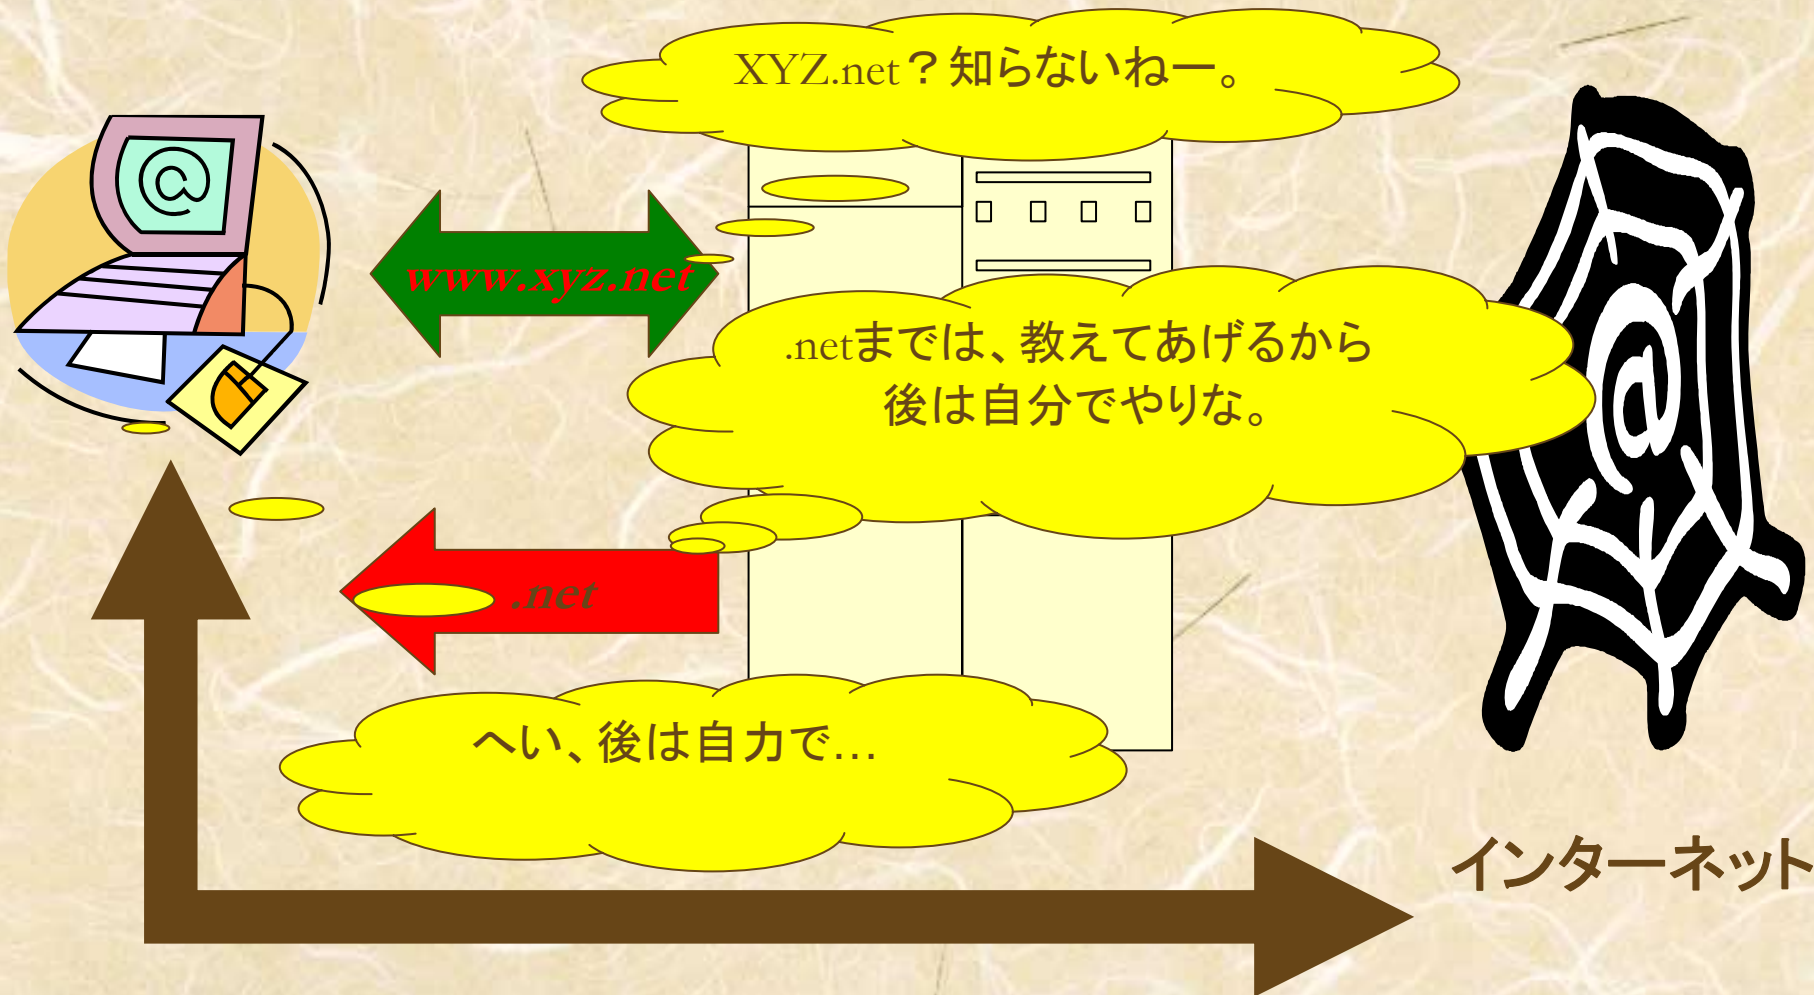 XYZ.net？知らないねー。
www.xyz.net
.netまでは、教えてあげるから
後は自分でやりな。
.net
へい、後は自力で…
インターネット